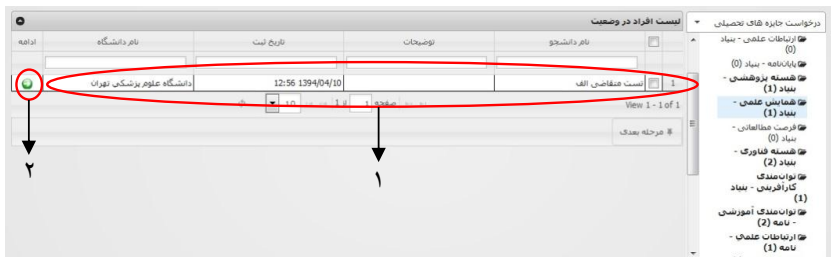 درخواست جایزه های تحصیلی
ارتباطات علمی - بنیاد
(0)
پایان‌نامه - بنیاد (0)
هسته پژوهشی -
بنیاد (1)
همایش علمی -
بنیاد (1)
فرصت مطالعاتی -
بنیاد (0)
هسته فناوری -
بنیاد (2)
توانمندی
کارآفرینی - بنیاد
(1)
توانمندی آموزشی
- نامه (2)
ارتباطات علمی -
نامه (1)
لیست افراد در وضعیت
نام دانشجو توضیحات تاریخ ثبت نام دانشگاه ادامه
1 تست متقاضی الف 1394/04/10 12:56 دانشگاه علوم پزشکی تهران
صفحه 1 از 1 10
View 1 - 1 of 1
مرحله بعدی
۱
۲